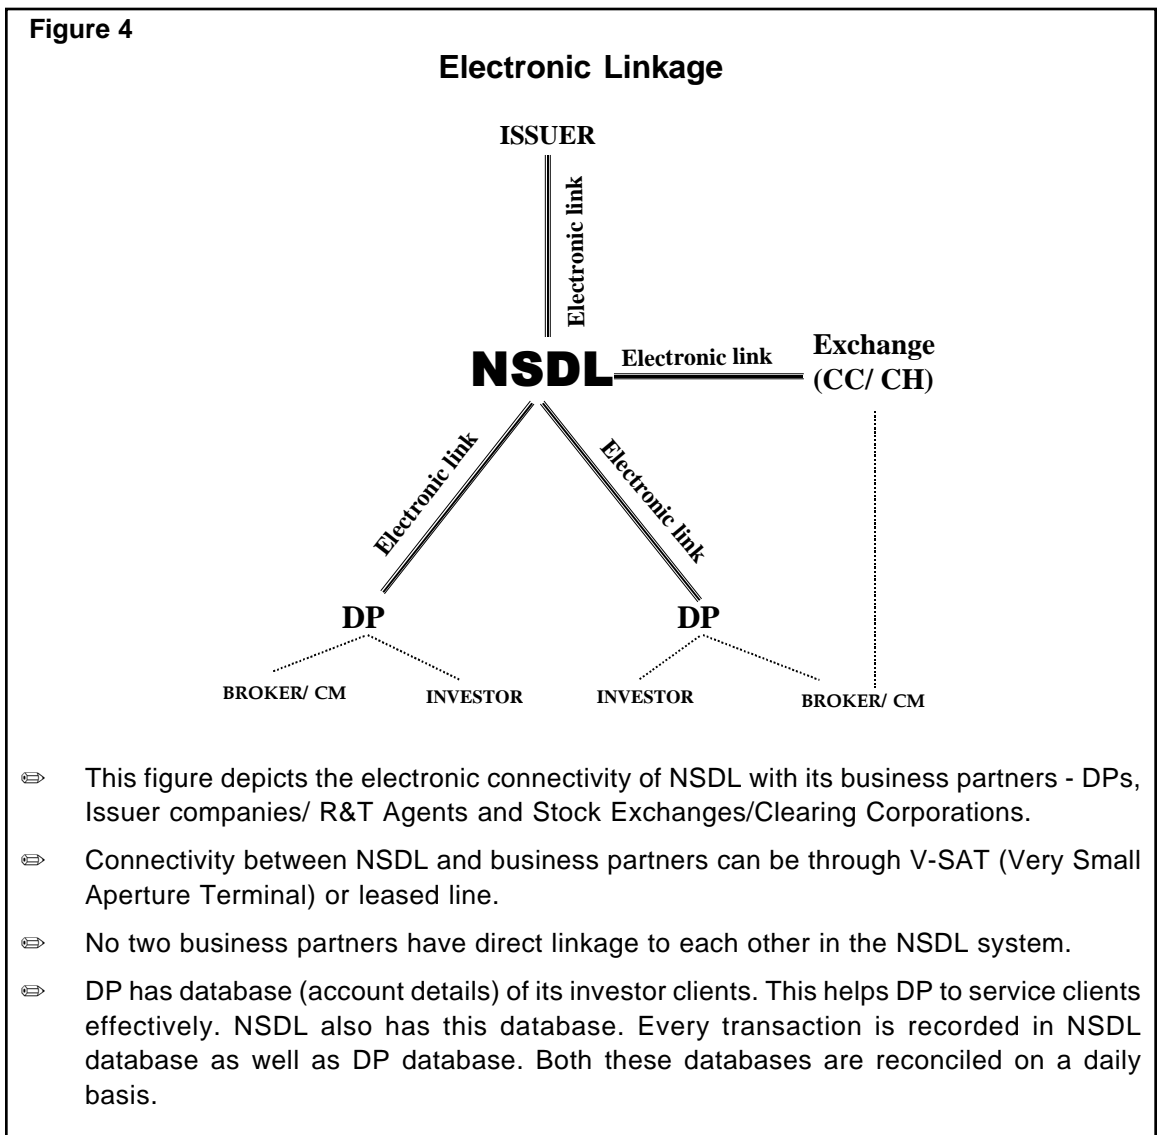 Figure 4
Electronic Linkage
ISSUER
Electronic link
NSDL
Electronic link
Exchange
(CC/ CH)
Electronic link
Electronic link
DP
DP
BROKER/ CM
INVESTOR
INVESTOR
BROKER/ CM
This figure depicts the electronic connectivity of NSDL with its business partners - DPs,
Issuer companies/ R&T Agents and Stock Exchanges/Clearing Corporations.
Connectivity between NSDL and business partners can be through V-SAT (Very Small
Aperture Terminal) or leased line.
No two business partners have direct linkage to each other in the NSDL system.
DP has database (account details) of its investor clients. This helps DP to service clients
effectively. NSDL also has this database. Every transaction is recorded in NSDL
database as well as DP database. Both these databases are reconciled on a daily
basis.